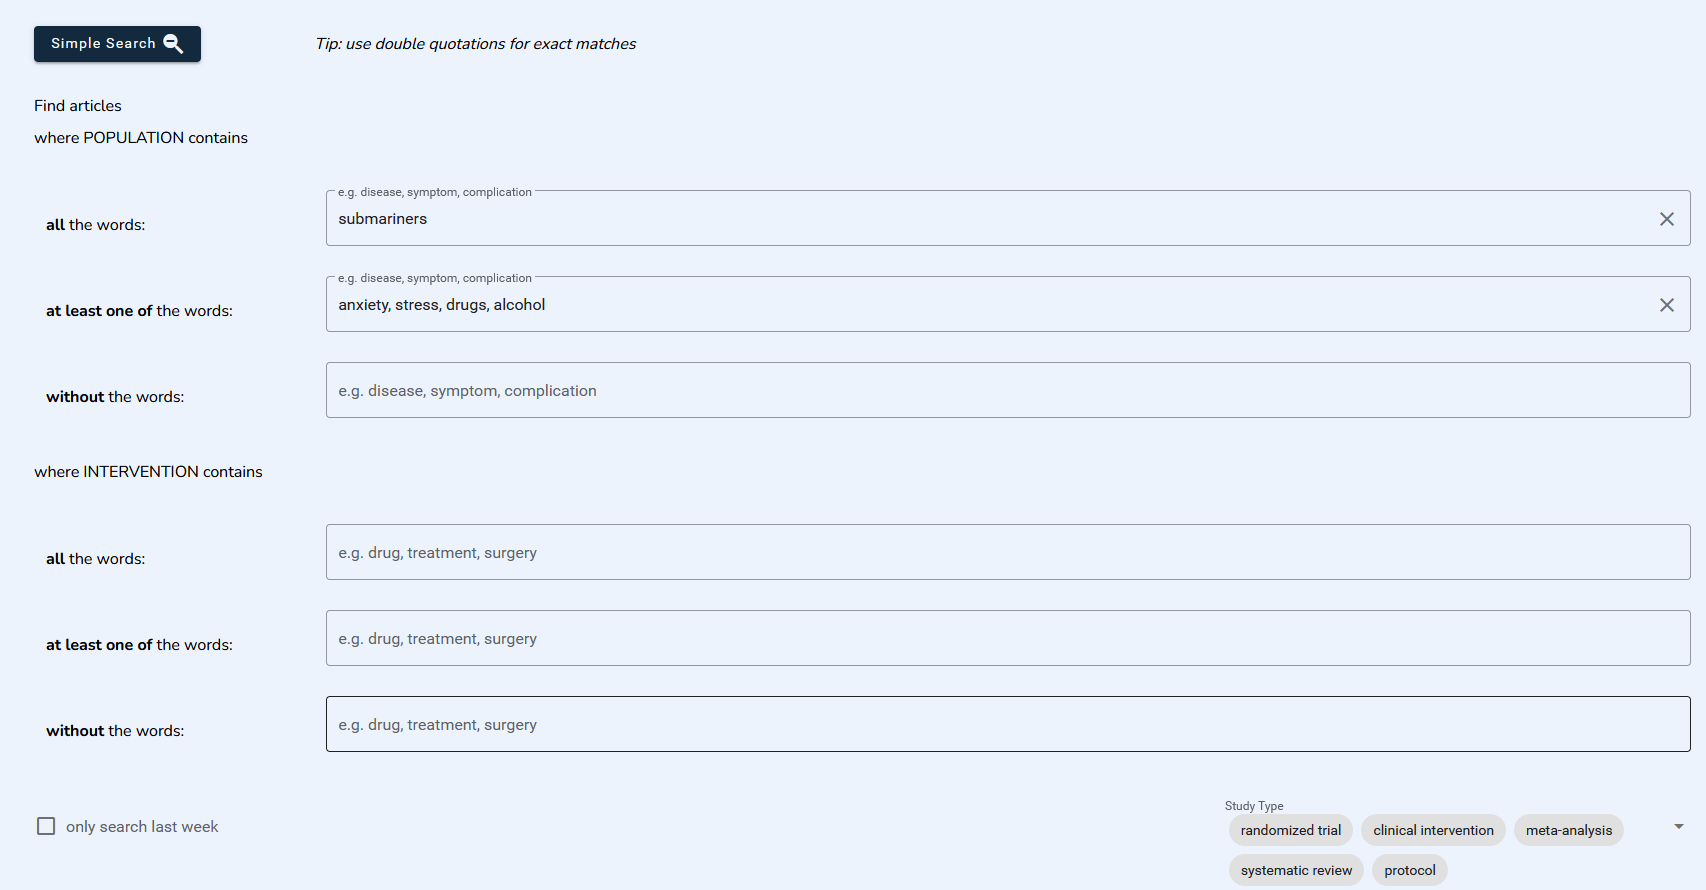 Simple Search
Tip: use double quotations for exact matches
Find articles
where POPULATION contains
e.g. disease, symptom, complication
all the words:
submariners
e.g. disease, symptom, complication
at least one of the words:
anxiety, stress, drugs, alcohol
without the words:
e.g. disease, symptom, complication
where INTERVENTION contains
all the words:
e.g. drug, treatment, surgery
at least one of the words:
e.g. drug, treatment, surgery
without the words:
e.g. drug, treatment, surgery
only search last week
Study Type
randomized trial clinical intervention meta-analysis
systematic review protocol